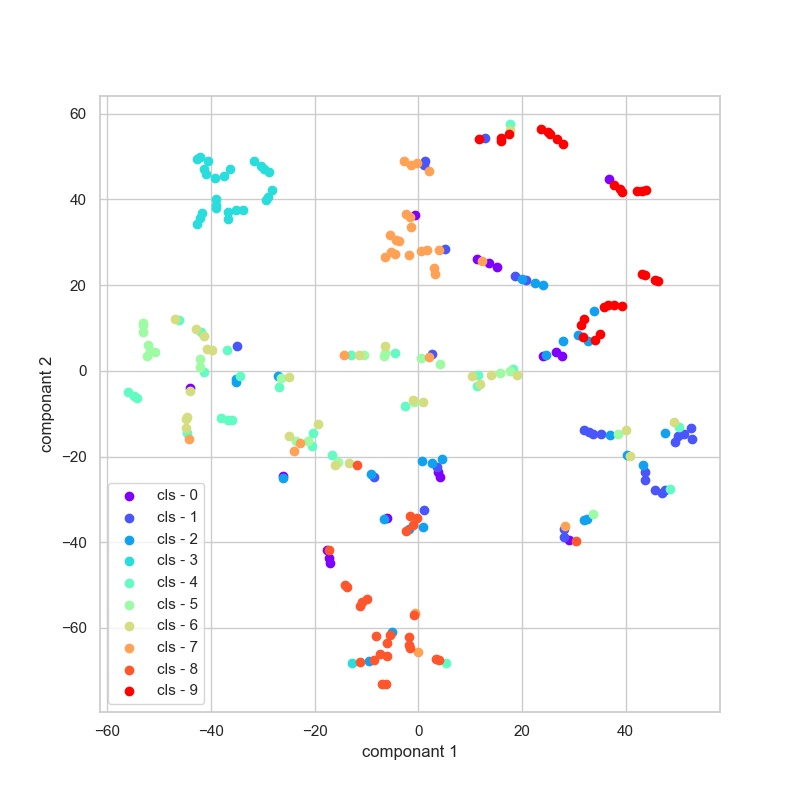 60
40
20
0
−20
−40
−60
componant 2
cls - 0
cls - 1
cls - 2
cls - 3
cls - 4
cls - 5
cls - 6
cls - 7
cls - 8
cls - 9
−60 −40 −20 0 20 40
componant 1